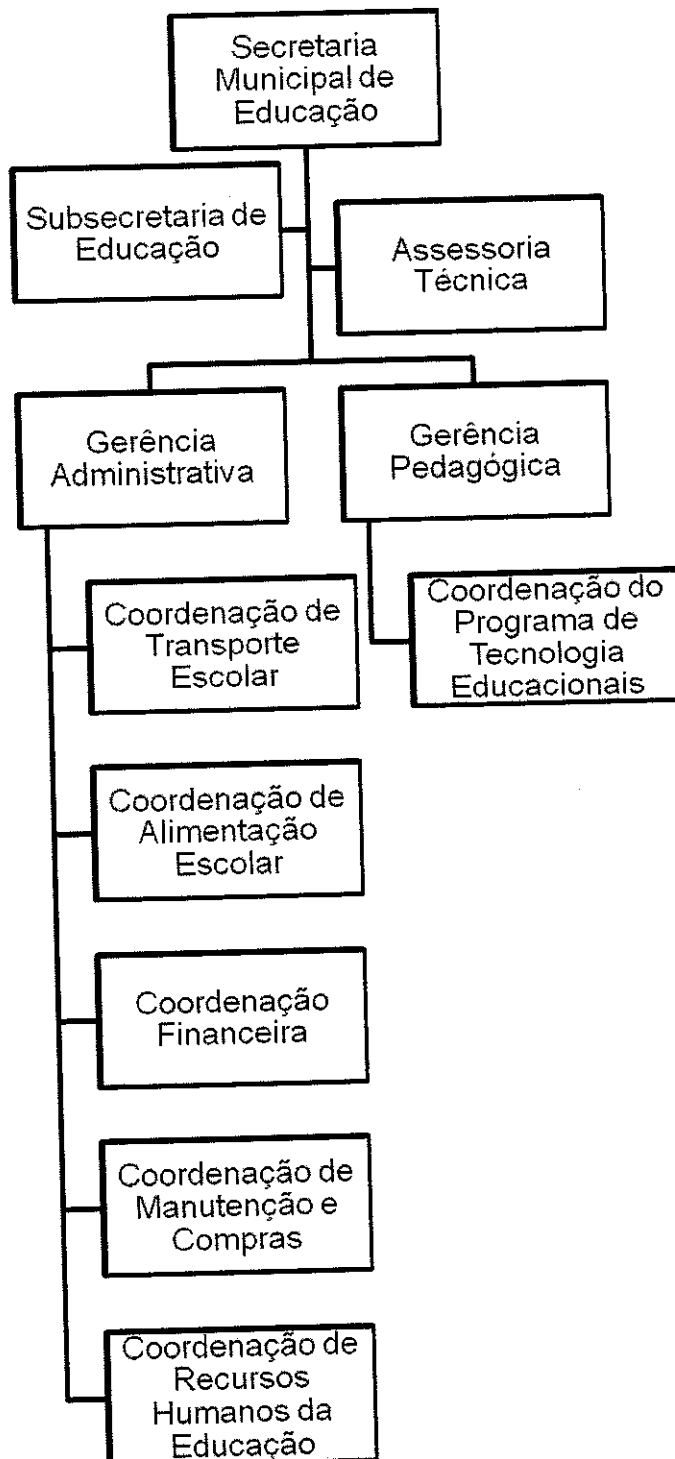 Secretaria
Municipal de
Educação
Subsecretaria de
Educação
Assessoria
Técnica
Gerência
Administrativa
Gerência
Pedagógica
Coordenação de
Transporte
Escolar
Coordenação do
Programa de
Tecnologia
Educacionais
Coordenação de
Alimentação
Escolar
Coordenação
Financeira
Coordenação de
Manutenção e
Compras
Coordenação de
Recursos
Humanos da
Educação